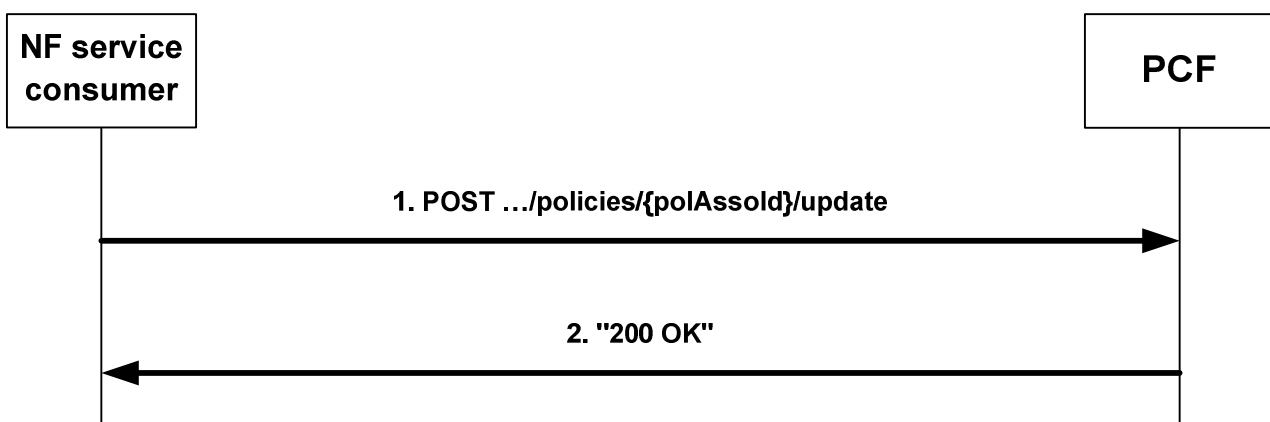 NF service
consumer
PCF
1. POST …/policies/{polAssoId}/update
2. "200 OK"